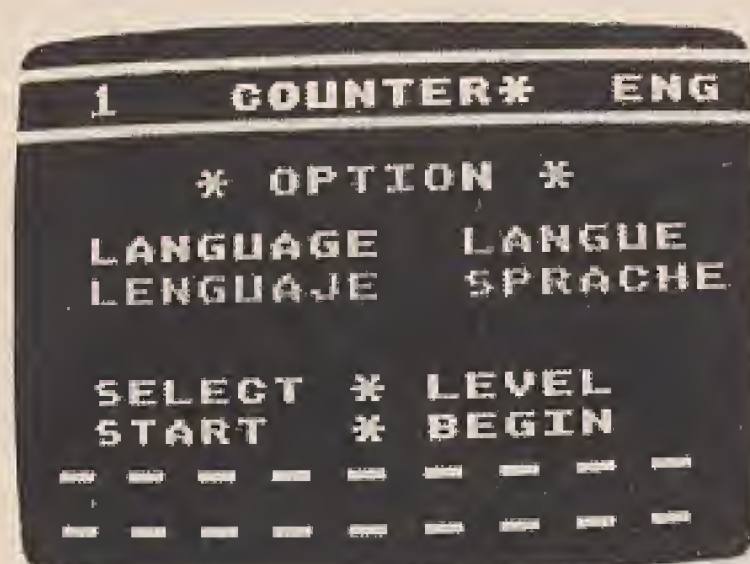 1 COUNTER* ENG
* OPTION *
LANGUAGE LANGUE
LENGUAJE SPRACHE
SELECT * LEVEL
START * BEGIN